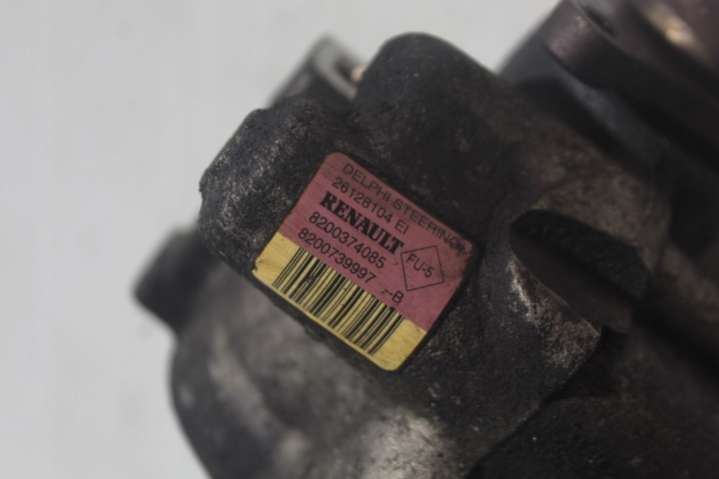 DELPHI STEERING
26128104 EI
RENAULT
8200374085
FU-5
8200739997 --B